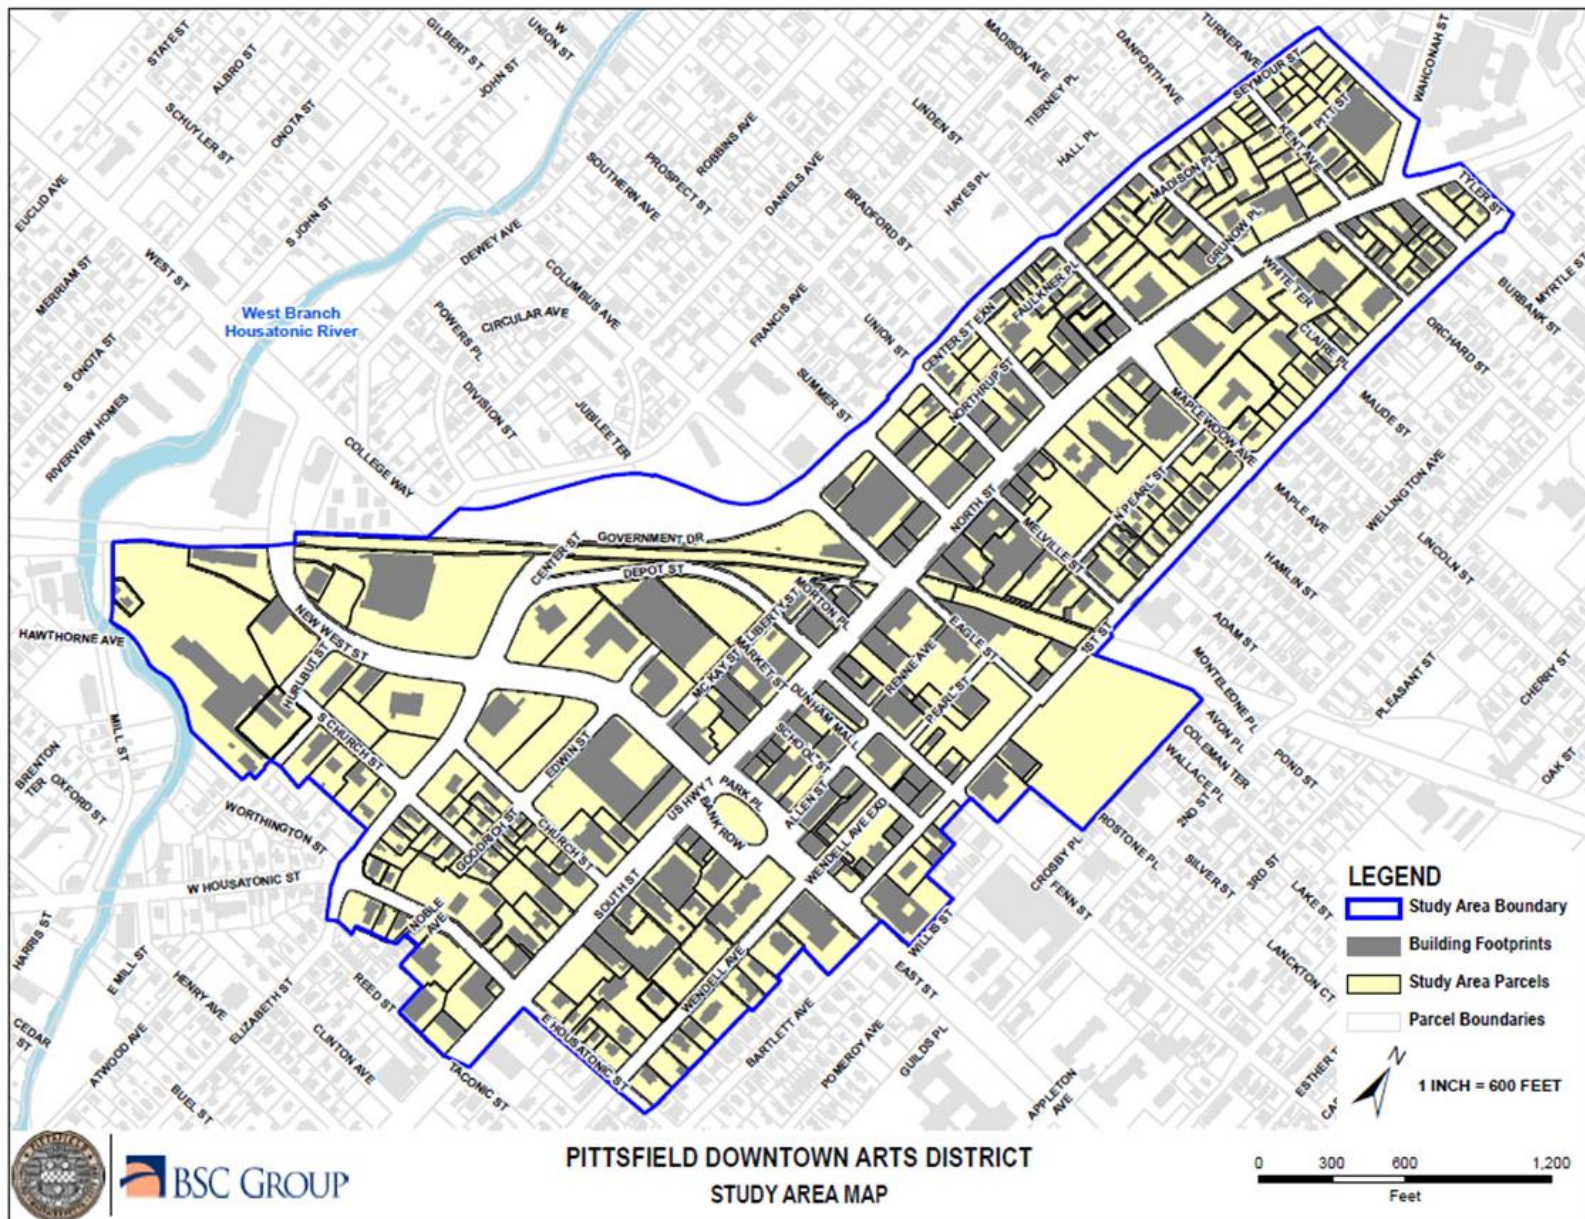 STATE ST
ALBRO ST
GILBERT ST
W UNION ST
JOHN ST
SCHUYLER ST
ONOTA ST
EUCLID AVE
S JOHN ST
WEST ST
MERRIAM ST
S ONOTA ST
RIVERVIEW HOMES
West Branch
Housatonic River
DEWEY AVE
SOUTHERN AVE
PROSPECT ST
ROBBINS AVE
DANIELS AVE
COLUMBUS AVE
CIRCULAR AVE
POWERS PL
DIVISION ST
JUBILEE TER
COLLEGE WAY
FRANCIS AVE
BRADFORD ST
UNION ST
SUMMER ST
HAYES PL
LINDEN ST
MADISON AVE
TIERNEY PL
DANFORTH AVE
HALL PL
TURNER AVE
SEYMOUR ST
WAHCONAH ST
PITT ST
KENT AVE
MADISON PL
GRUNOW PL
TYLER ST
WHITE TER
CLAIRE PL
FAULKNER PL
CENTER ST EXN
NORTHRUP ST
MAPLEWOOW AVE
NORTH ST
N PEARL ST
MELVILLE ST
BURBANK ST
MYRTLE ST
ORCHARD ST
MAUDE ST
WELLINGTON AVE
MAPLE AVE
LINCOLN ST
HAMLIN ST
ADAM ST
PLEASANT ST
CHERRY ST
OAK ST
MONTELEONE PL
AVON PL
COLEMAN TER
WALLACE PL
2ND ST
POND ST
GOVERNMENT DR
CENTER ST
DEPOT ST
MORTON PL
LIBERTY ST
MARKET ST
MC KAY ST
EAGLE ST
1ST ST
RENNE AVE
PEARL ST
DUNHAM MALL
SCHOOL ST
ALLEN ST
WENDELL AVE EXD
PARK PL
BANK ROW
US HWY 7
NEW WEST ST
HAWTHORNE AVE
HURLBUT ST
S CHURCH ST
MILL ST
BRENTON TER
OXFORD ST
WORTHINGTON ST
W HOUSATONIC ST
EDWIN ST
GOODRICH ST
CHURCH ST
SOUTH ST
NOBLE AVE
WENDELL AVE
E HOUSATONIC ST
HARRIS ST
E MILL ST
HENRY AVE
ELIZABETH ST
CLINTON AVE
REED ST
TACONIC ST
CEDAR ST
ATWOOD AVE
BUEL ST
BARTLETT AVE
POMEROY AVE
GUILDS PL
EAST ST
WILLIS ST
APPLETON AVE
CROSBY PL
FENN ST
ROSTONE PL
SILVER ST
3RD ST
LAKE ST
LANCKTON CT
ESTHER T
CA
LEGEND
Study Area Boundary
Building Footprints
Study Area Parcels
Parcel Boundaries
N
1 INCH = 600 FEET
BSC GROUP
PITTSFIELD DOWNTOWN ARTS DISTRICT
STUDY AREA MAP
0 300 600 1,200
Feet